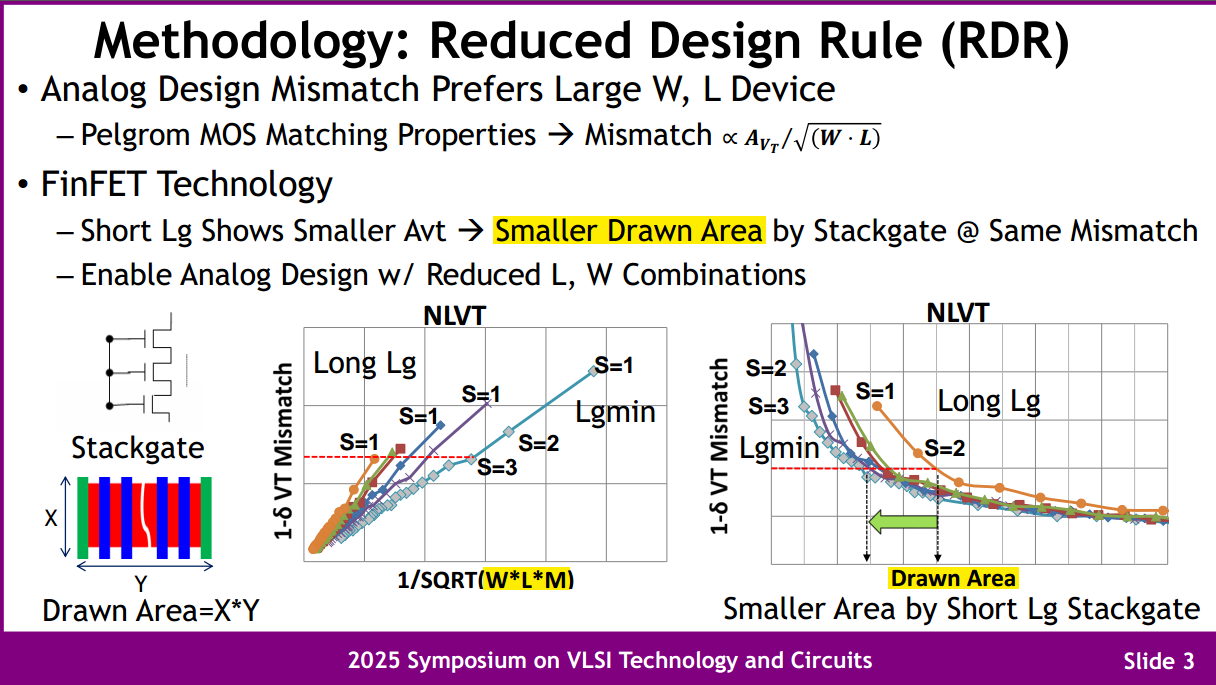 Methodology: Reduced Design Rule (RDR)
• Analog Design Mismatch Prefers Large W, L Device
– Pelgrom MOS Matching Properties → Mismatch ∝ A_{V_T}/√(W · L)
• FinFET Technology
– Short Lg Shows Smaller Avt → Smaller Drawn Area by Stackgate @ Same Mismatch
– Enable Analog Design w/ Reduced L, W Combinations
Stackgate
X
Y
Drawn Area=X*Y
NLVT
1-δ VT Mismatch
Long Lg
S=1
S=1
S=1
S=1
Lgmin
S=2
S=3
1/SQRT(W*L*M)
NLVT
1-δ VT Mismatch
S=2
S=3
Lgmin
S=1
Long Lg
S=2
Drawn Area
Smaller Area by Short Lg Stackgate
2025 Symposium on VLSI Technology and Circuits
Slide 3